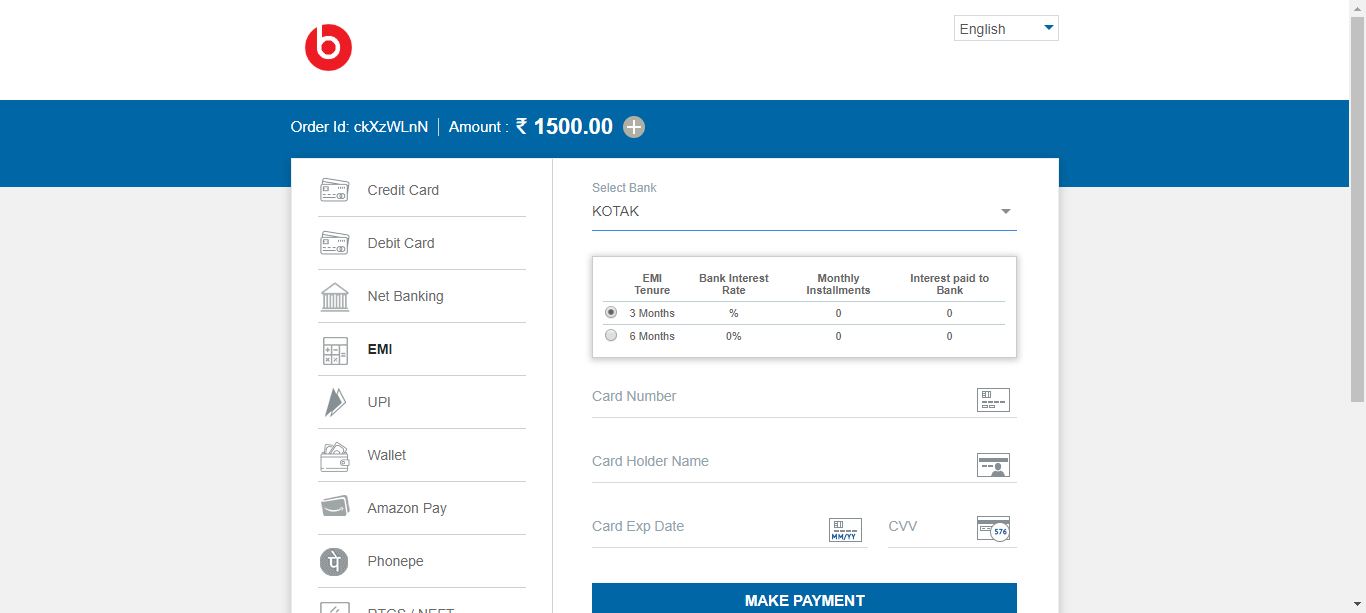 b
English
Order Id: ckXzWLnN | Amount : ₹ 1500.00
Credit Card
Debit Card
Net Banking
EMI
UPI
Wallet
Amazon Pay
Phonepe
RTGS / NEFT
Select Bank
KOTAK
EMI Tenure Bank Interest Rate Monthly Installments Interest paid to Bank
3 Months % 0 0
6 Months 0% 0 0
Card Number
Card Holder Name
Card Exp Date MM/YY CVV 576
MAKE PAYMENT